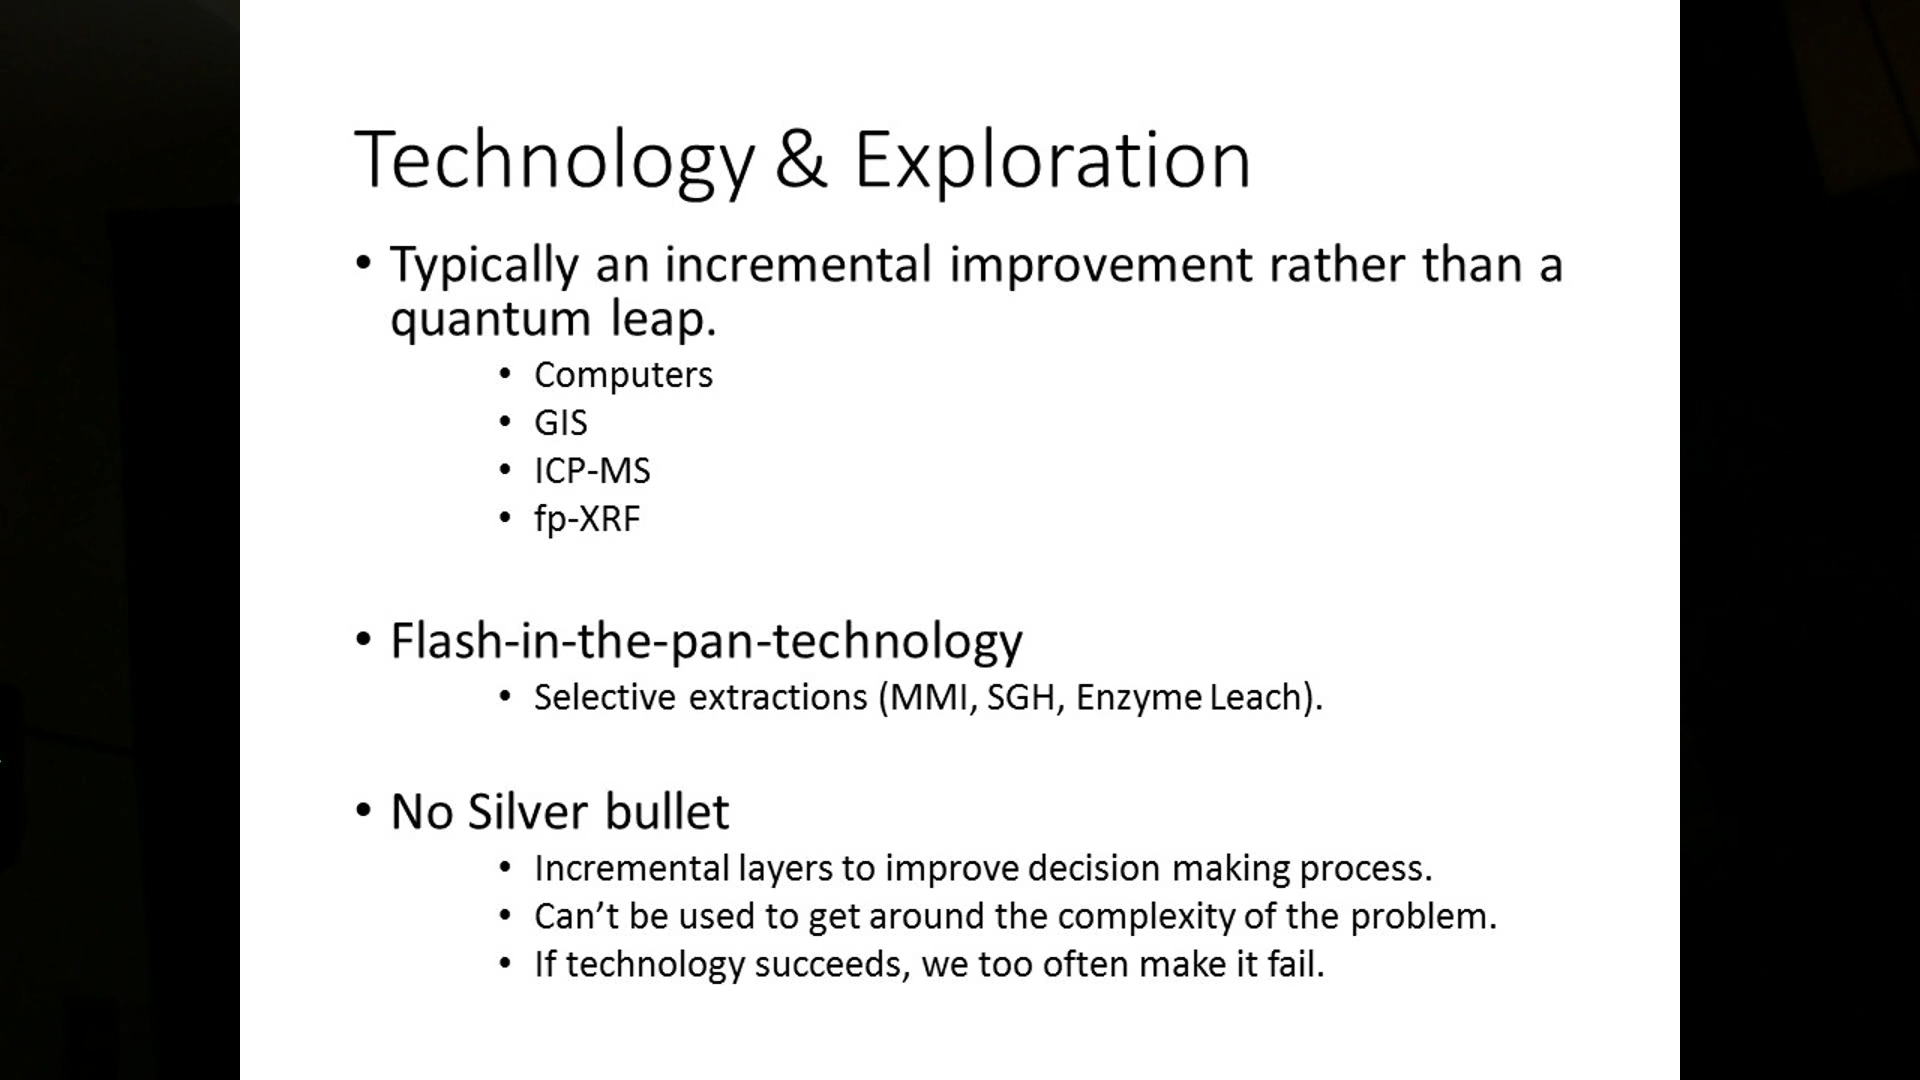 Technology & Exploration
• Typically an incremental improvement rather than a
quantum leap.
• Computers
• GIS
• ICP-MS
• fp-XRF
• Flash-in-the-pan-technology
• Selective extractions (MMI, SGH, Enzyme Leach).
• No Silver bullet
• Incremental layers to improve decision making process.
• Can’t be used to get around the complexity of the problem.
• If technology succeeds, we too often make it fail.